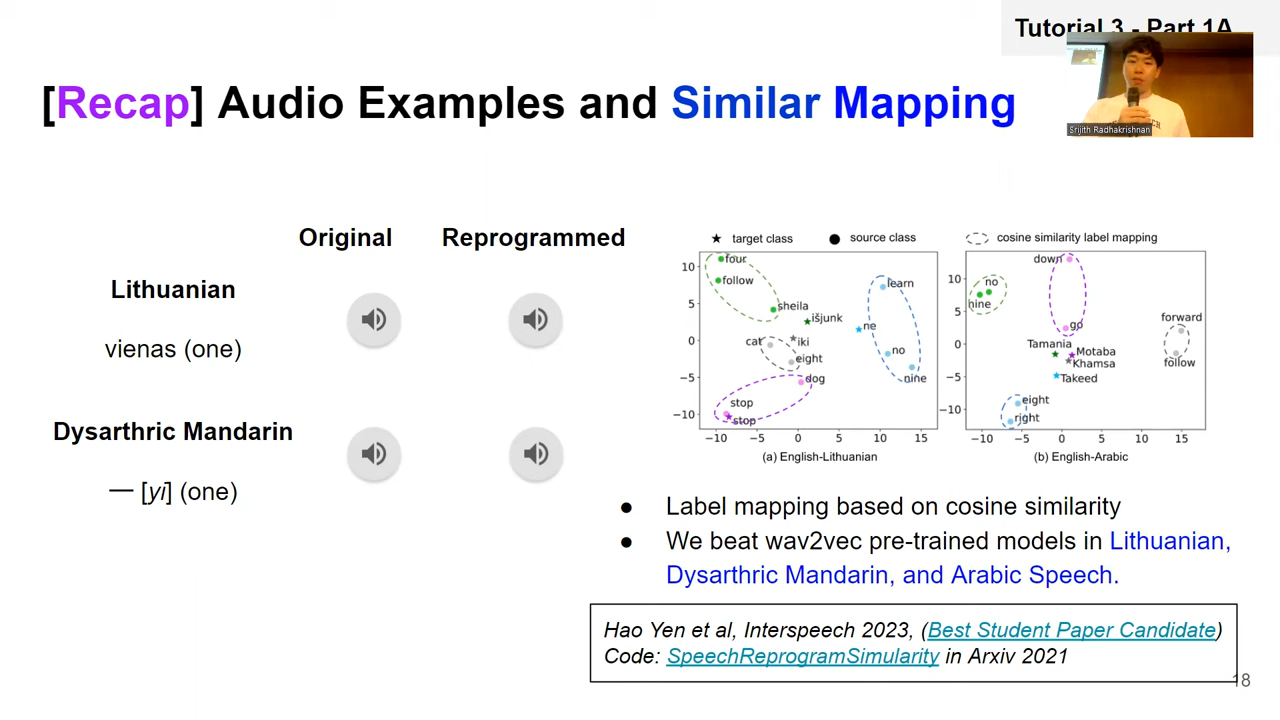 Tutorial 3 - Part 1A
[Recap] Audio Examples and Similar Mapping
Srijith Radhakrishnan
Original
Reprogrammed
Lithuanian
vienas (one)
Dysarthric Mandarin
一 [yi] (one)
target class
source class
cosine similarity label mapping
10
5
0
−5
−10
−10
−5
0
5
10
15
four
follow
sheila
išjunk
learn
ne
cat
iki
eight
no
nine
dog
stop
stop
(a) English-Lithuanian
10
5
0
−5
−10
−10
−5
0
5
10
15
down
no
nine
go
forward
follow
Tamania
Motaba
Khamsa
Takeed
eight
right
(b) English-Arabic
● Label mapping based on cosine similarity
● We beat wav2vec pre-trained models in Lithuanian,
Dysarthric Mandarin, and Arabic Speech.
Hao Yen et al, Interspeech 2023, (Best Student Paper Candidate)
Code: SpeechReprogramSimularity in Arxiv 2021
18